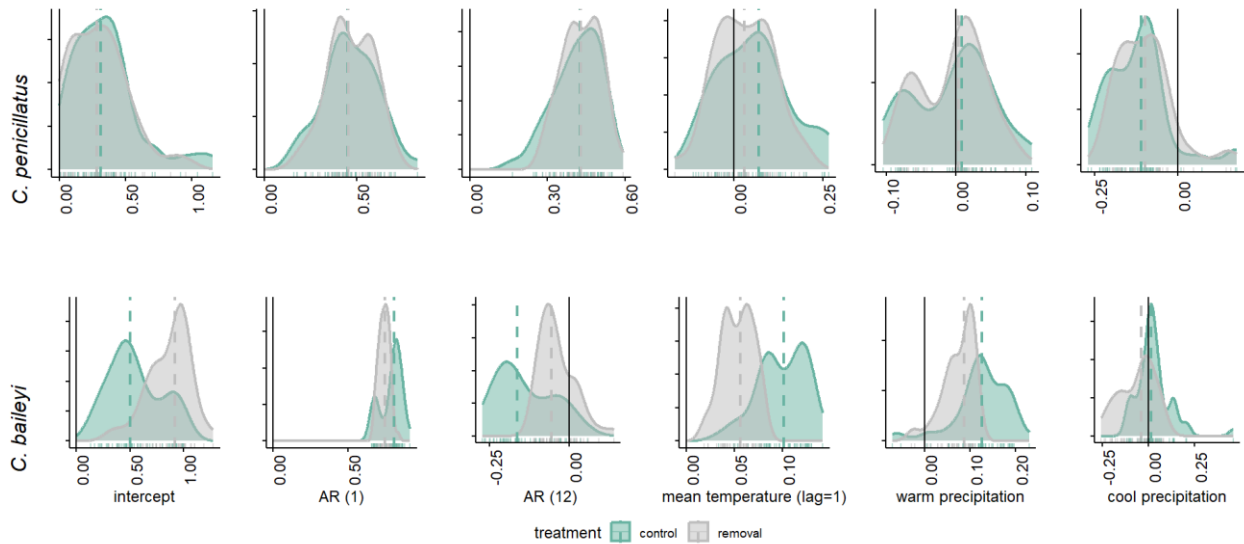 C. penicillatus
0.00 0.50 1.00
0.00 0.50
0.00 0.30 0.60
0.00 0.25
-0.10 0.00 0.10
-0.25 0.00
C. baileyi
0.00 0.50 1.00
0.00 0.50
-0.25 0.00
0.00 0.05 0.10
0.00 0.10 0.20
-0.25 0.00 0.25
intercept AR (1) AR (12) mean temperature (lag=1) warm precipitation cool precipitation
treatment control removal